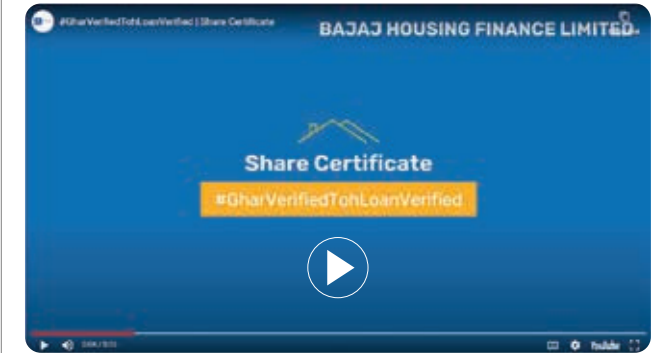 #GharVerifiedTohLoanVerified | Share Certificate
BAJAJ HOUSING FINANCE LIMITED
Share Certificate
#GharVerifiedTohLoanVerified
YouTube